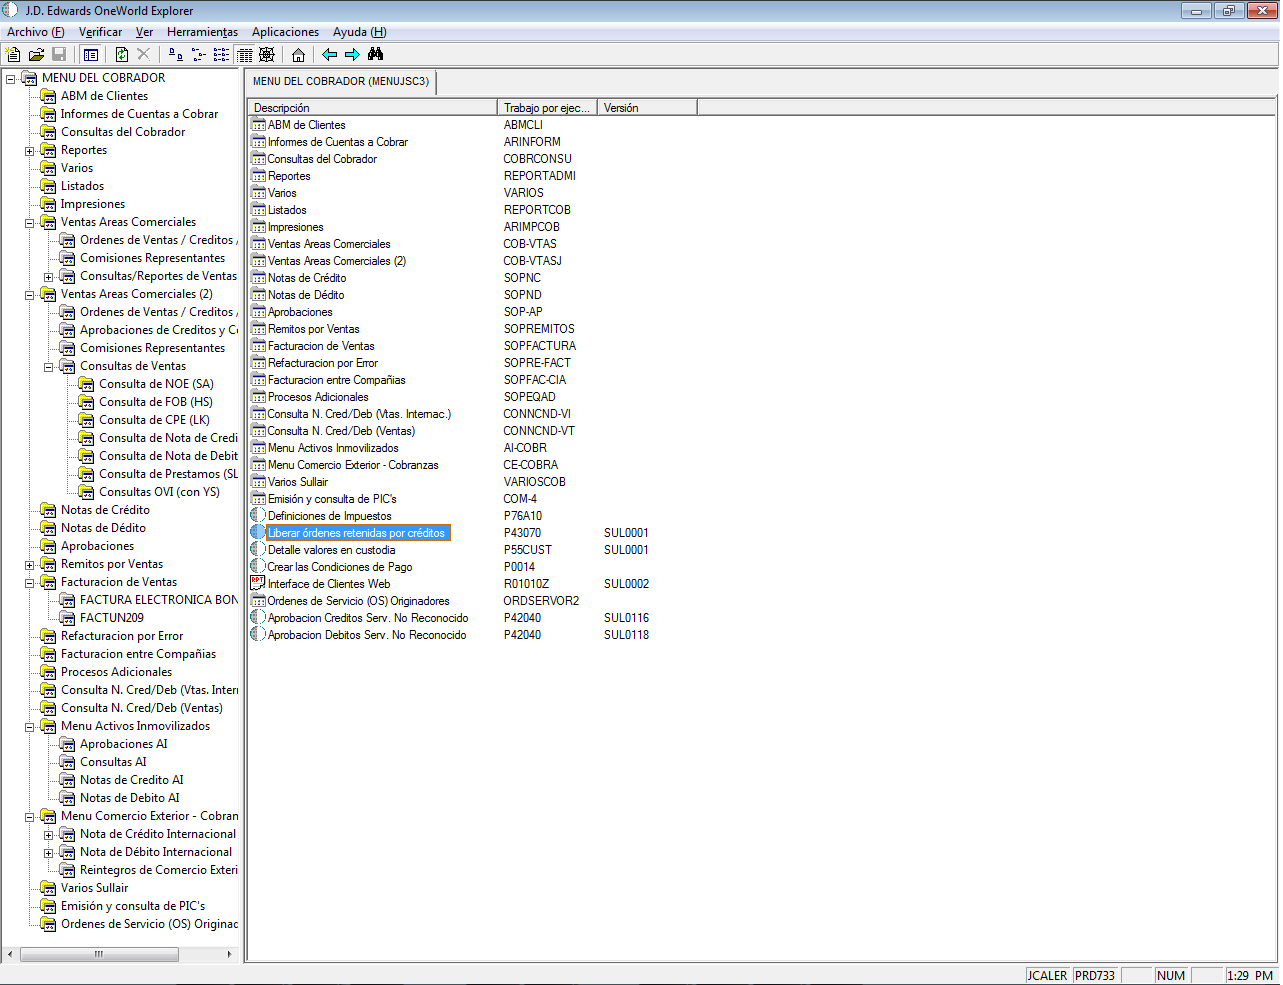 J.D. Edwards OneWorld Explorer
Archivo (F) Verificar Ver Herramientas Aplicaciones Ayuda (H)
MENU DEL COBRADOR
ABM de Clientes
Informes de Cuentas a Cobrar
Consultas del Cobrador
Reportes
Varios
Listados
Impresiones
Ventas Areas Comerciales
Ordenes de Ventas / Creditos /
Comisiones Representantes
Consultas/Reportes de Ventas
Ventas Areas Comerciales (2)
Ordenes de Ventas / Creditos /
Aprobaciones de Creditos y C
Comisiones Representantes
Consultas de Ventas
Consulta de NOE (SA)
Consulta de FOB (HS)
Consulta de CPE (LK)
Consulta de Nota de Credi
Consulta de Nota de Debit
Consulta de Prestamos (SL
Consultas OVI (con YS)
Notas de Crédito
Notas de Dédito
Aprobaciones
Remitos por Ventas
Facturacion de Ventas
FACTURA ELECTRONICA BON
FACTUN209
Refacturacion por Error
Facturacion entre Compañias
Procesos Adicionales
Consulta N. Cred/Deb (Vtas. Inter
Consulta N. Cred/Deb (Ventas)
Menu Activos Inmovilizados
Aprobaciones AI
Consultas AI
Notas de Credito AI
Notas de Debito AI
Menu Comercio Exterior - Cobran
Nota de Crédito Internacional
Nota de Débito Internacional
Reintegros de Comercio Exteri
Varios Sullair
Emisión y consulta de PIC's
Ordenes de Servicio (OS) Originad
MENU DEL COBRADOR (MENUJSC3)
Descripción Trabajo por ejec... Versión
ABM de Clientes ABMCLI
Informes de Cuentas a Cobrar ARINFORM
Consultas del Cobrador COBRCONSU
Reportes REPORTADMI
Varios VARIOS
Listados REPORTCOB
Impresiones ARIMPCOB
Ventas Areas Comerciales COB-VTAS
Ventas Areas Comerciales (2) COB-VTASJ
Notas de Crédito SOPNC
Notas de Dédito SOPND
Aprobaciones SOP-AP
Remitos por Ventas SOPREMITOS
Facturacion de Ventas SOPFACTURA
Refacturacion por Error SOPRE-FACT
Facturacion entre Compañias SOPFAC-CIA
Procesos Adicionales SOPEQAD
Consulta N. Cred/Deb (Vtas. Internac.) CONNCND-VI
Consulta N. Cred/Deb (Ventas) CONNCND-VT
Menu Activos Inmovilizados AI-COBR
Menu Comercio Exterior - Cobranzas CE-COBRA
Varios Sullair VARIOSCOB
Emisión y consulta de PIC's COM-4
Definiciones de Impuestos P76A10
Liberar órdenes retenidas por créditos P43070 SUL0001
Detalle valores en custodia P55CUST SUL0001
Crear las Condiciones de Pago P0014
RPT Interface de Clientes Web R01010Z SUL0002
Ordenes de Servicio (OS) Originadores ORDSERVOR2
Aprobacion Creditos Serv. No Reconocido P42040 SUL0116
Aprobacion Debitos Serv. No Reconocido P42040 SUL0118
JCALER PRD733 NUM 1:29 PM